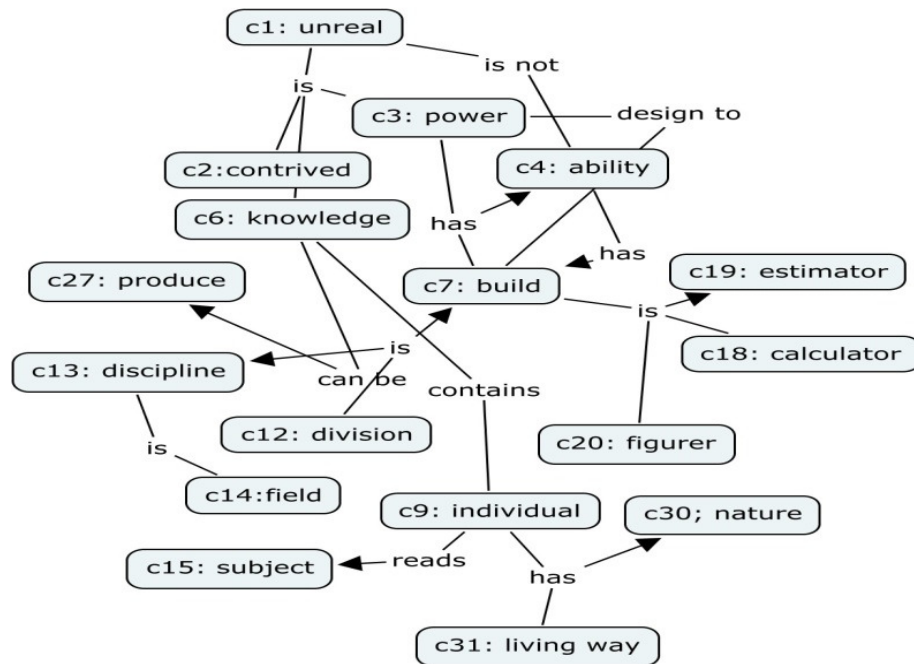 c1: unreal
is not
is
c3: power
design to
c2:contrived
c4: ability
c6: knowledge
has
has
c27: produce
c7: build
c19: estimator
is
is
c18: calculator
c13: discipline
can be
contains
c12: division
c20: figurer
is
c14:field
c9: individual
c30; nature
c15: subject
reads
has
c31: living way